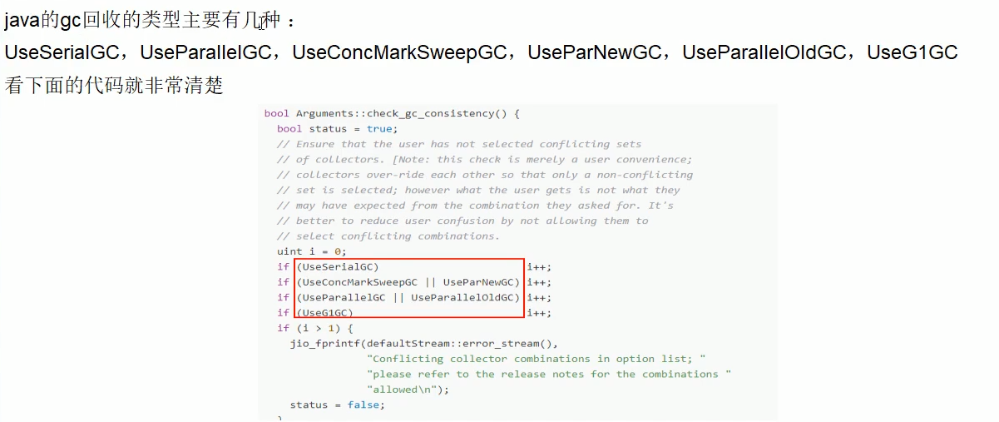 java的gc回收的类型主要有几种：
UseSerialGC，UseParallelGC，UseConcMarkSweepGC，UseParNewGC，UseParallelOldGC，UseG1GC
看下面的代码就非常清楚
bool Arguments::check_gc_consistency() {
bool status = true;
// Ensure that the user has not selected conflicting sets
// of collectors. [Note: this check is merely a user convenience;
// collectors over-ride each other so that only a non-conflicting
// set is selected; however what the user gets is not what they
// may have expected from the combination they asked for. It's
// better to reduce user confusion by not allowing them to
// select conflicting combinations.
uint i = 0;
if (UseSerialGC) i++;
if (UseConcMarkSweepGC || UseParNewGC) i++;
if (UseParallelGC || UseParallelOldGC) i++;
if (UseG1GC) i++;
if (i > 1) {
jio_fprintf(defaultStream::error_stream(),
"Conflicting collector combinations in option list; "
"please refer to the release notes for the combinations "
"allowed\n");
status = false;
}